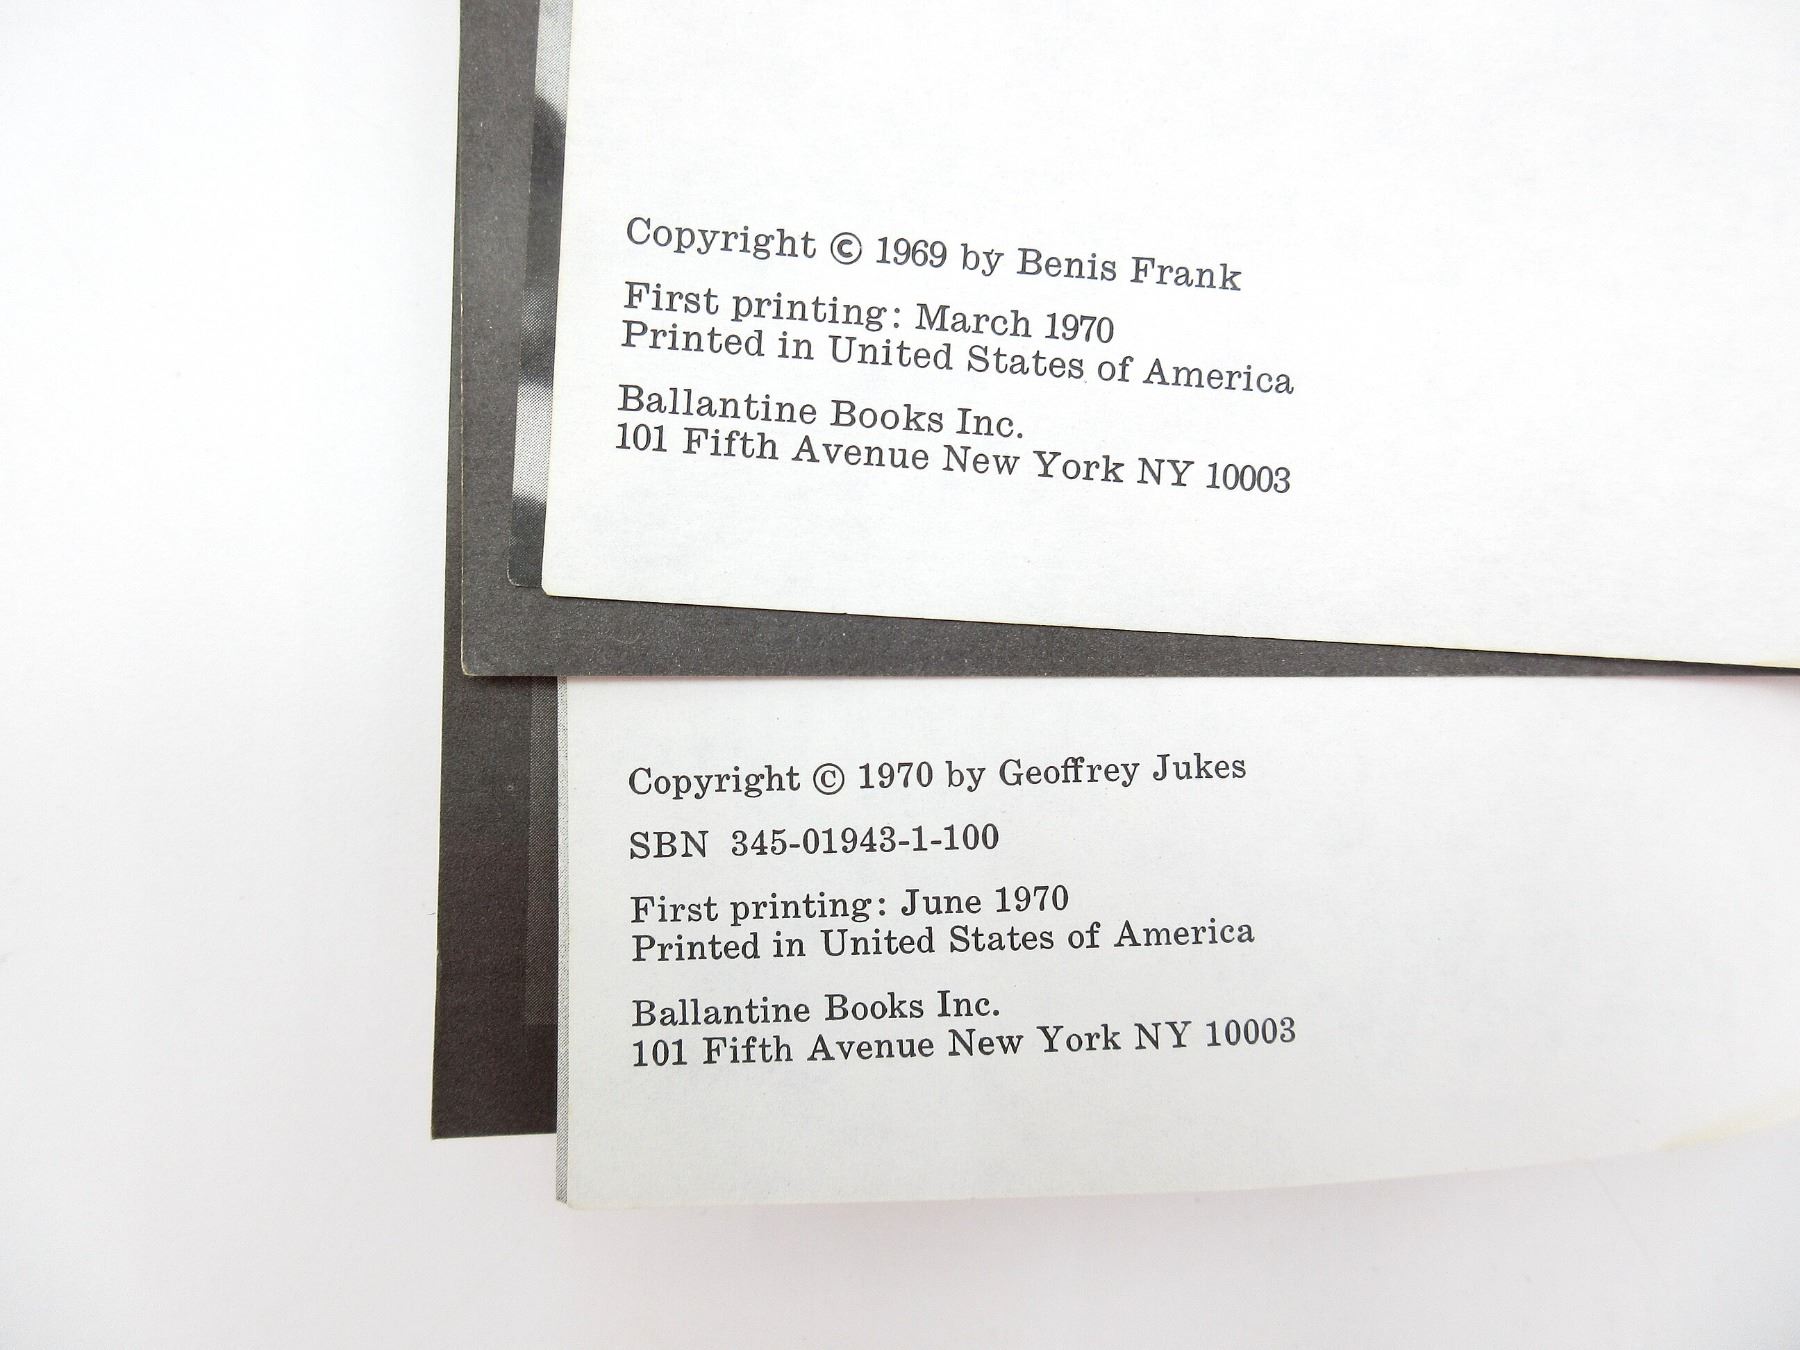 Copyright © 1969 by Benis Frank
First printing: March 1970
Printed in United States of America
Ballantine Books Inc.
101 Fifth Avenue New York NY 10003
Copyright © 1970 by Geoffrey Jukes
SBN 345-01943-1-100
First printing: June 1970
Printed in United States of America
Ballantine Books Inc.
101 Fifth Avenue New York NY 10003